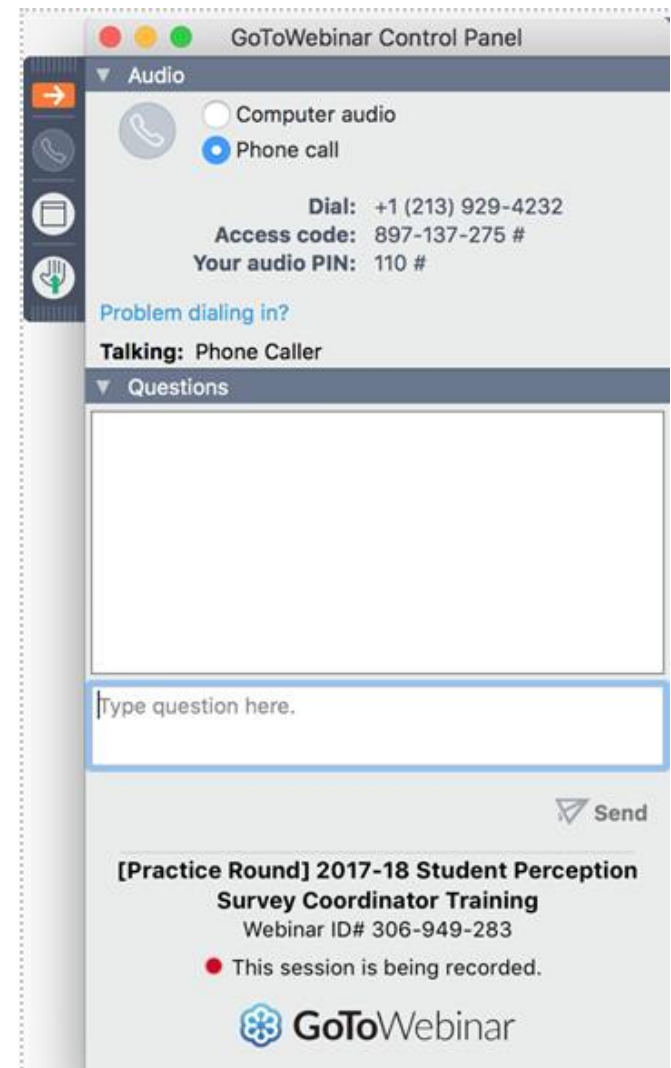 GoToWebinar Control Panel
Audio
Computer audio
Phone call
Dial: +1 (213) 929-4232
Access code: 897-137-275 #
Your audio PIN: 110 #
Problem dialing in?
Talking: Phone Caller
Questions
Type question here.
Send
[Practice Round] 2017-18 Student Perception
Survey Coordinator Training
Webinar ID# 306-949-283
This session is being recorded.
GoToWebinar